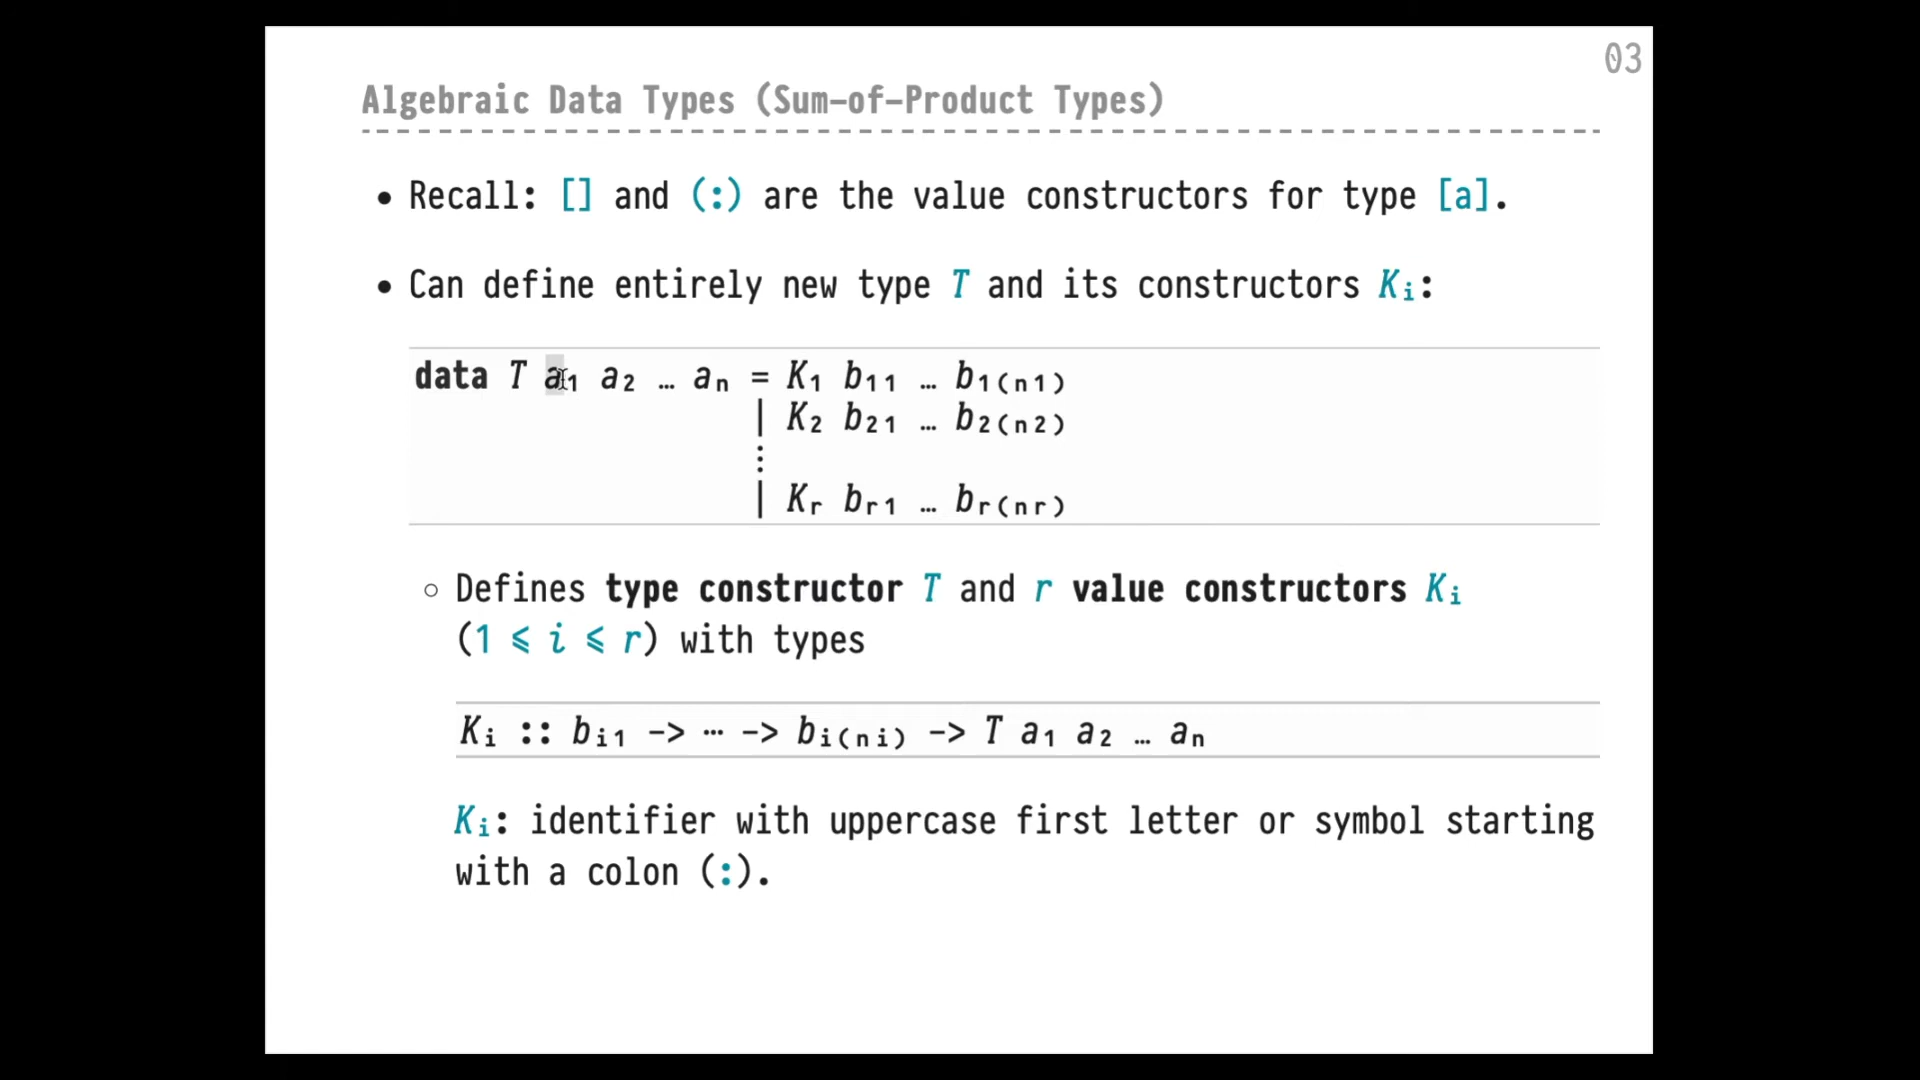 03
Algebraic Data Types (Sum-of-Product Types)
• Recall: [] and (:) are the value constructors for type [a].
• Can define entirely new type T and its constructors Kᵢ:
data T a₁ a₂ … aₙ = K₁ b₁₁ … b₁₍ₙ₁₎
| K₂ b₂₁ … b₂₍ₙ₂₎
⋮
| Kᵣ bᵣ₁ … bᵣ₍ₙᵣ₎
○ Defines type constructor T and r value constructors Kᵢ
(1 ⩽ i ⩽ r) with types
Kᵢ :: bᵢ₁ -> ⋯ -> bᵢ₍ₙᵢ₎ -> T a₁ a₂ … aₙ
Kᵢ: identifier with uppercase first letter or symbol starting
with a colon (:).